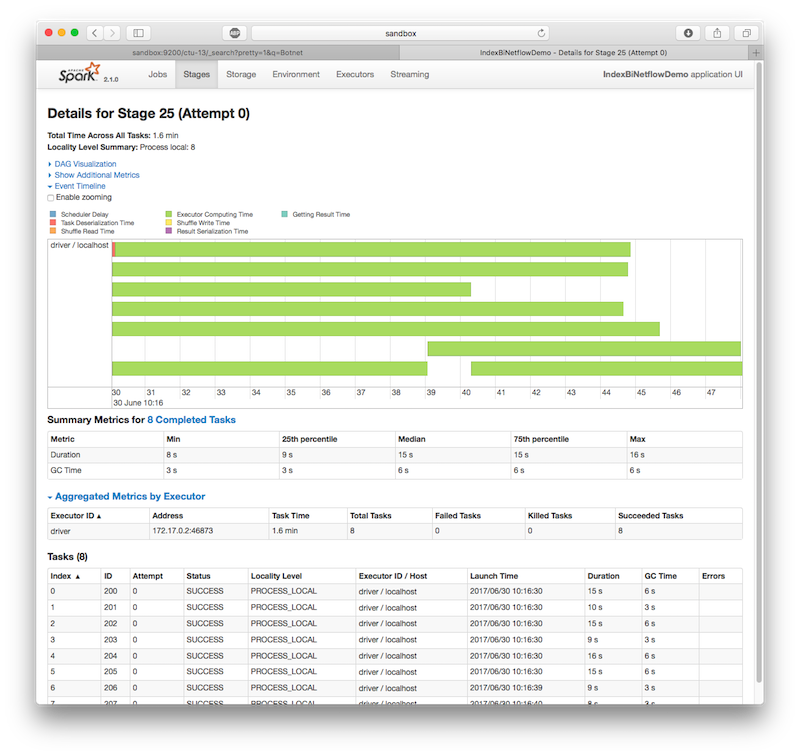 sandbox
sandbox:9200/ctu-13/_search?pretty=1&q=Botnet
IndexBiNetflowDemo - Details for Stage 25 (Attempt 0)
APACHE Spark 2.1.0 Jobs Stages Storage Environment Executors Streaming IndexBiNetflowDemo application UI
Details for Stage 25 (Attempt 0)
Total Time Across All Tasks: 1.6 min
Locality Level Summary: Process local: 8
DAG Visualization
Show Additional Metrics
Event Timeline
Enable zooming
Scheduler Delay Executor Computing Time Getting Result Time
Task Deserialization Time Shuffle Write Time
Shuffle Read Time Result Serialization Time
driver / localhost
30 31 32 33 34 35 36 37 38 39 40 41 42 43 44 45 46 47
30 June 10:16
Summary Metrics for 8 Completed Tasks
Metric Min 25th percentile Median 75th percentile Max
Duration 8 s 9 s 15 s 15 s 16 s
GC Time 3 s 3 s 6 s 6 s 6 s
Aggregated Metrics by Executor
Executor ID ▲ Address Task Time Total Tasks Failed Tasks Killed Tasks Succeeded Tasks
driver 172.17.0.2:46873 1.6 min 8 0 0 8
Tasks (8)
Index ▲ ID Attempt Status Locality Level Executor ID / Host Launch Time Duration GC Time Errors
0 200 0 SUCCESS PROCESS_LOCAL driver / localhost 2017/06/30 10:16:30 15 s 6 s
1 201 0 SUCCESS PROCESS_LOCAL driver / localhost 2017/06/30 10:16:30 10 s 3 s
2 202 0 SUCCESS PROCESS_LOCAL driver / localhost 2017/06/30 10:16:30 15 s 6 s
3 203 0 SUCCESS PROCESS_LOCAL driver / localhost 2017/06/30 10:16:30 9 s 3 s
4 204 0 SUCCESS PROCESS_LOCAL driver / localhost 2017/06/30 10:16:30 16 s 6 s
5 205 0 SUCCESS PROCESS_LOCAL driver / localhost 2017/06/30 10:16:30 15 s 6 s
6 206 0 SUCCESS PROCESS_LOCAL driver / localhost 2017/06/30 10:16:39 9 s 3 s
7 207 0 SUCCESS PROCESS_LOCAL driver / localhost 2017/06/30 10:16:40 8 s 3 s